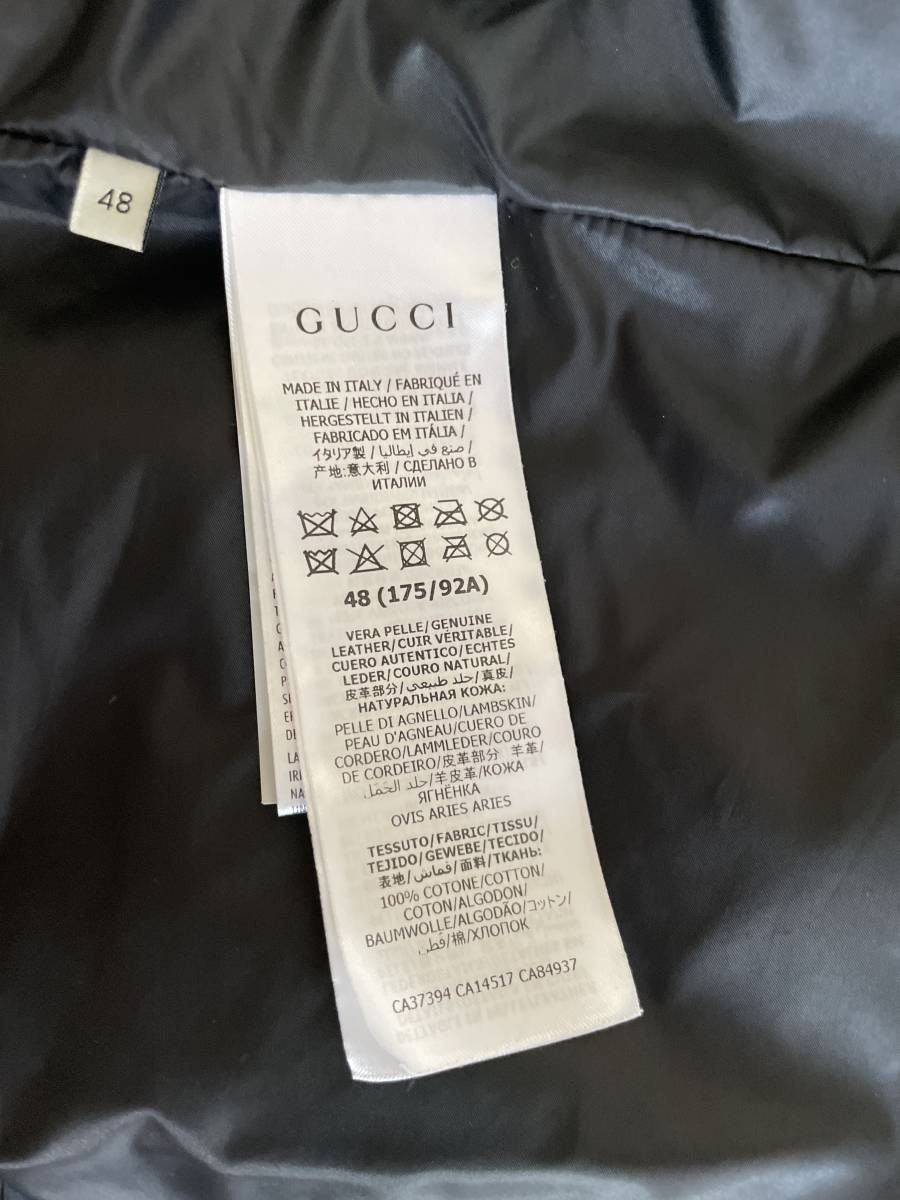 48
GUCCI
MADE IN ITALY / FABRIQUÉ EN
ITALIE / HECHO EN ITALIA /
HERGESTELLT IN ITALIEN /
FABRICADO EM ITÁLIA /
イタリア製 / صنع في إيطاليا /
产地:意大利 / СДЕЛАНО В
ИТАЛИИ
48 (175/92A)
VERA PELLE/GENUINE
LEATHER/CUIR VÉRITABLE/
CUERO AUTENTICO/ECHTES
LEDER/COURO NATURAL/
皮革部分/جلد طبيعي/真皮/
НАТУРАЛЬНАЯ КОЖА:
PELLE DI AGNELLO/LAMBSKIN/
PEAU D'AGNEAU/CUERO DE
CORDERO/LAMMLEDER/COURO
DE CORDEIRO/皮革部分 羊革/
جلد الحَمَل/羊皮革/КОЖА
ЯГНЁНКА
OVIS ARIES ARIES
TESSUTO/FABRIC/TISSU/
TEJIDO/GEWEBE/TECIDO/
表地/قماش/面料/ТКАНЬ:
100% COTONE/COTTON/
COTON/ALGODON/
BAUMWOLLE/ALGODÃO/コットン/
قُطن/棉/ХЛОПОК
CA37394 CA14517 CA84937